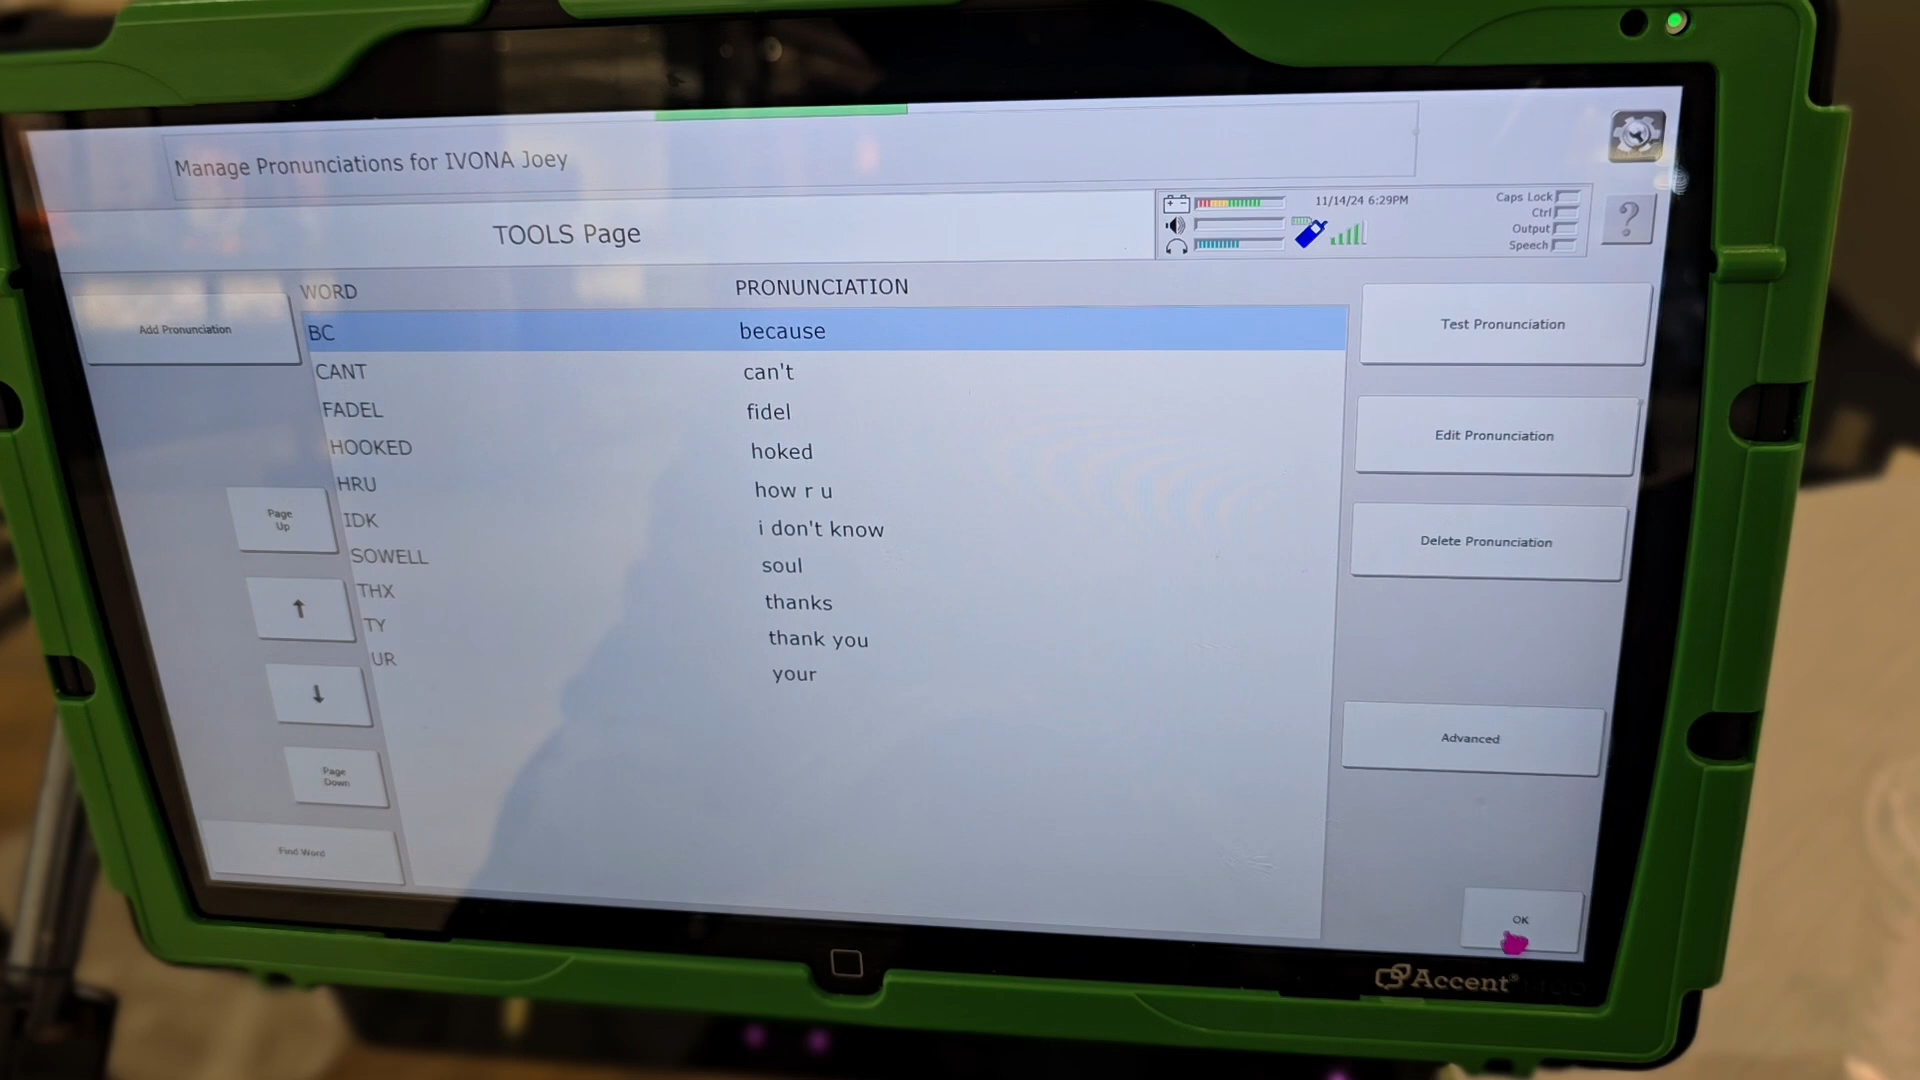 Manage Pronunciations for IVONA Joey
TOOLS Page
11/14/24 6:29PM
Caps Lock
Ctrl
Output
Speech
?
WORD PRONUNCIATION
Add Pronunciation
BC because
CANT can't
FADEL fidel
HOOKED hoked
HRU how r u
IDK i don't know
SOWELL soul
THX thanks
TY thank you
UR your
Page
Up
↑
↓
Page
Down
Find Word
Test Pronunciation
Edit Pronunciation
Delete Pronunciation
Advanced
OK
Accent®